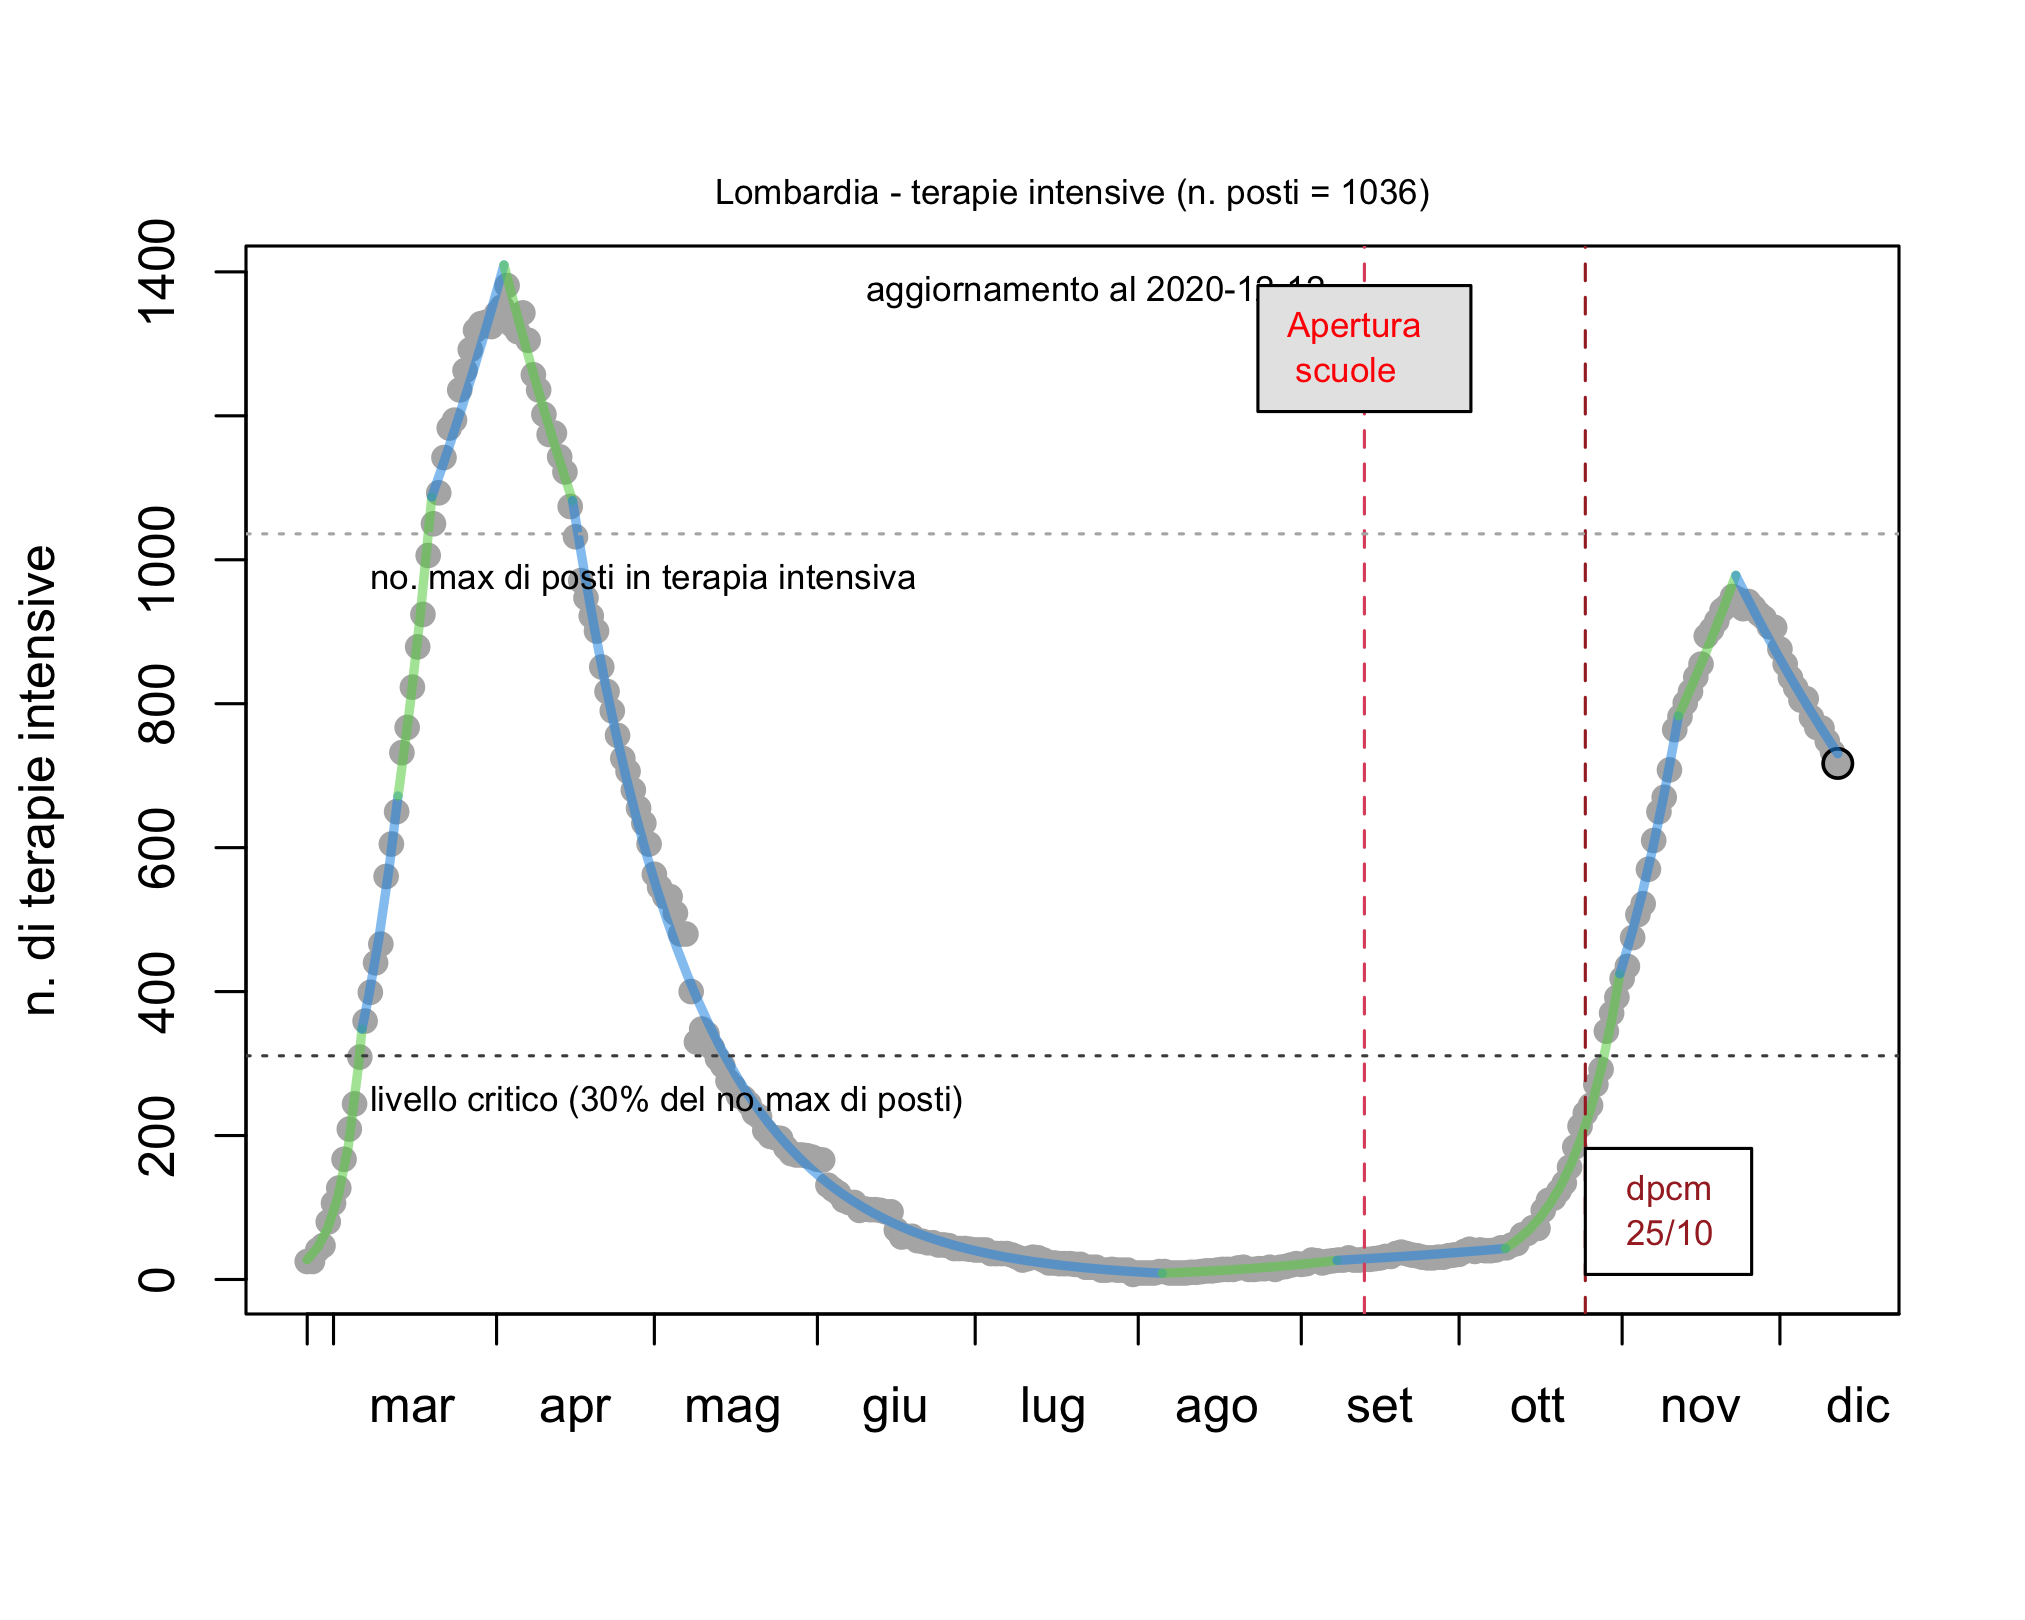 Lombardia - terapie intensive (n. posti = 1036)
aggiornamento al
Apertura
scuole
n. di terapie intensive
1400
1000
800
600
400
200
0
no. max di posti in terapia intensiva
livello critico (30% del no.max di posti)
dpcm
25/10
mar apr mag giu lug ago set ott nov dic